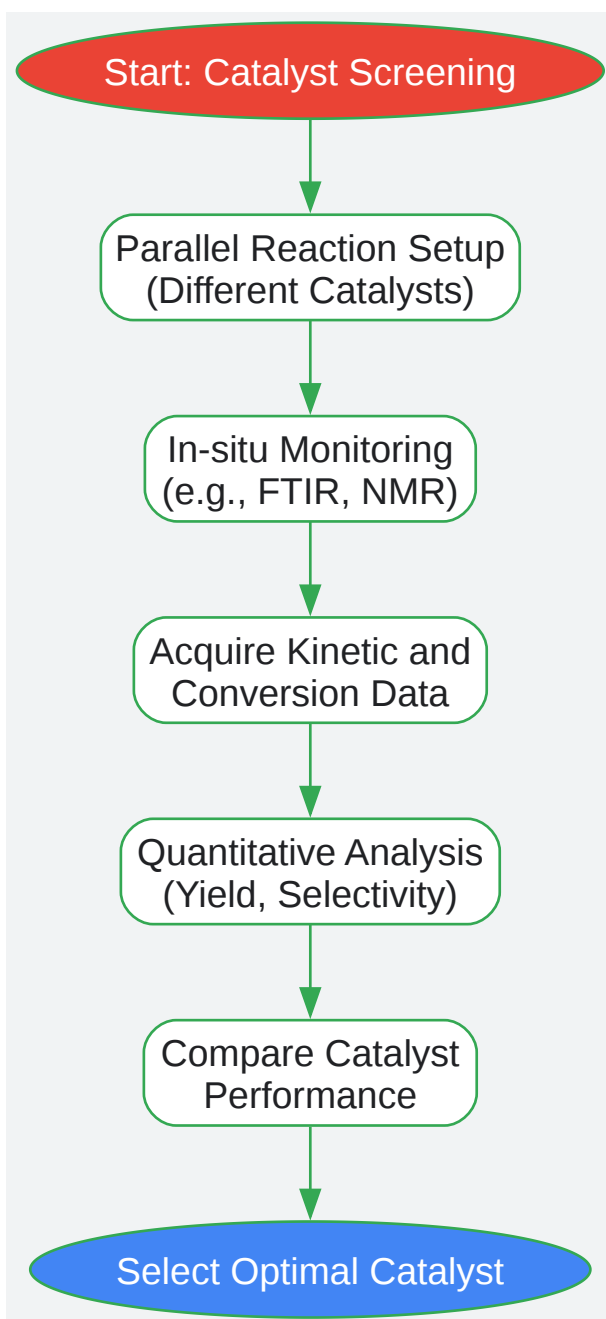 Start: Catalyst Screening
Parallel Reaction Setup
(Different Catalysts)
In-situ Monitoring
(e.g., FTIR, NMR)
Acquire Kinetic and
Conversion Data
Quantitative Analysis
(Yield, Selectivity)
Compare Catalyst
Performance
Select Optimal Catalyst